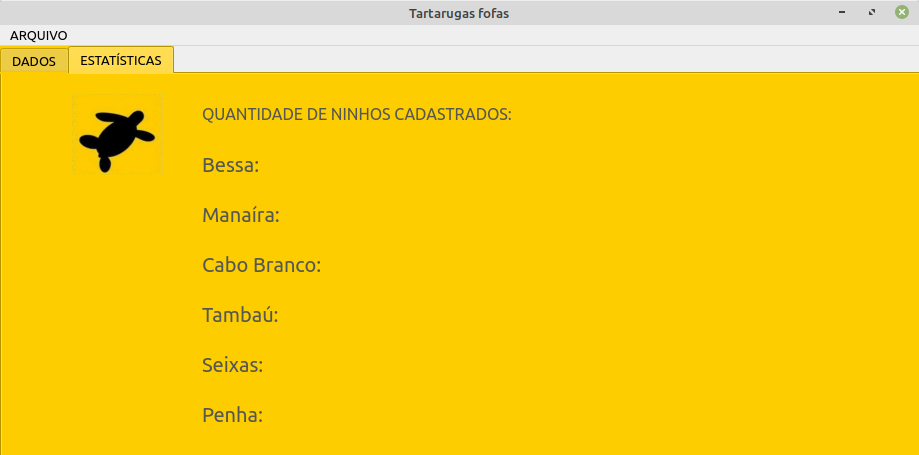 Tartarugas fofas
ARQUIVO
DADOS ESTATÍSTICAS
QUANTIDADE DE NINHOS CADASTRADOS:
Bessa:
Manaíra:
Cabo Branco:
Tambaú:
Seixas:
Penha: